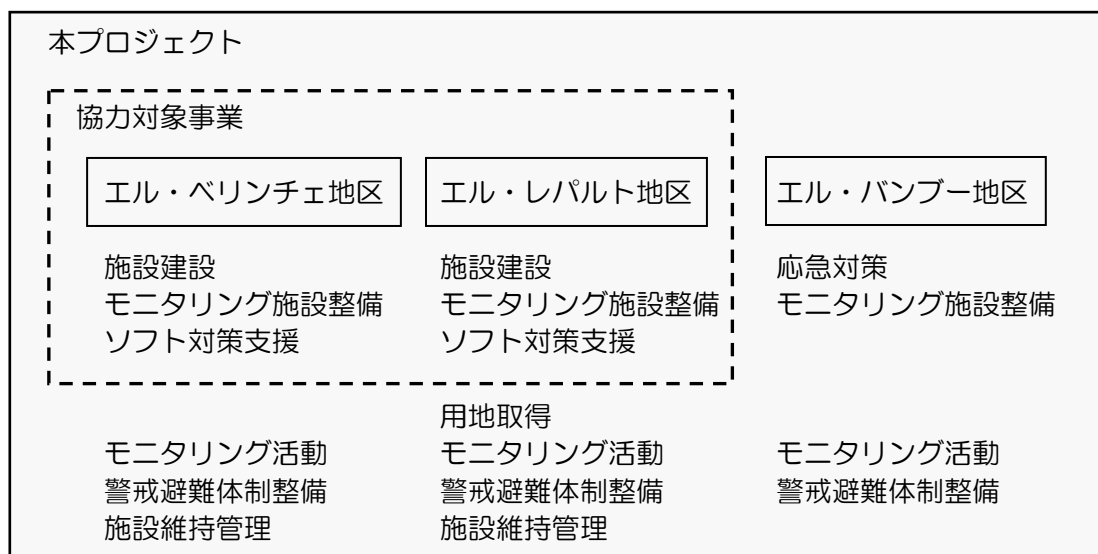 本プロジェクト
協力対象事業
エル・ベリンチェ地区 エル・レパルト地区 エル・バンブー地区
施設建設 施設建設 応急対策
モニタリング施設整備 モニタリング施設整備 モニタリング施設整備
ソフト対策支援 ソフト対策支援
用地取得
モニタリング活動 モニタリング活動 モニタリング活動
警戒避難体制整備 警戒避難体制整備 警戒避難体制整備
施設維持管理 施設維持管理